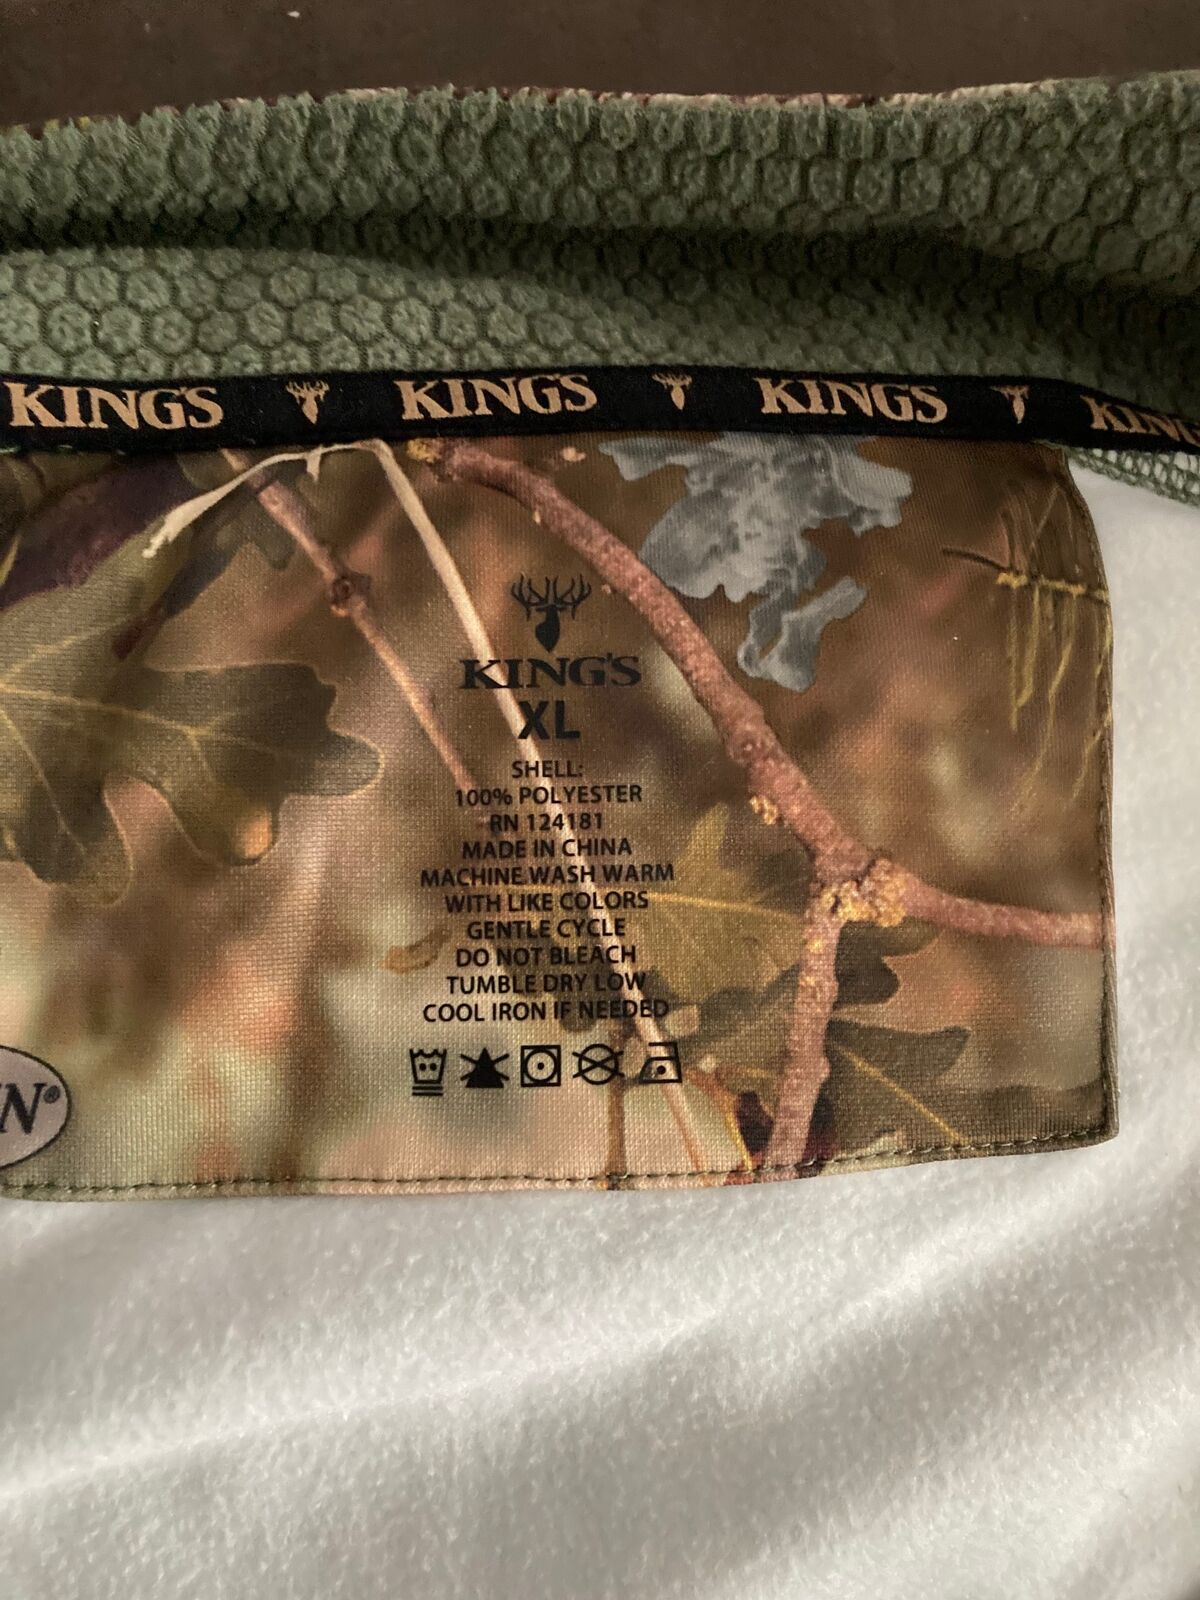 KING'S KING'S KING'S KING'S
KING'S
XL
SHELL:
100% POLYESTER
RN 124181
MADE IN CHINA
MACHINE WASH WARM
WITH LIKE COLORS
GENTLE CYCLE
DO NOT BLEACH
TUMBLE DRY LOW
COOL IRON IF NEEDED
N®